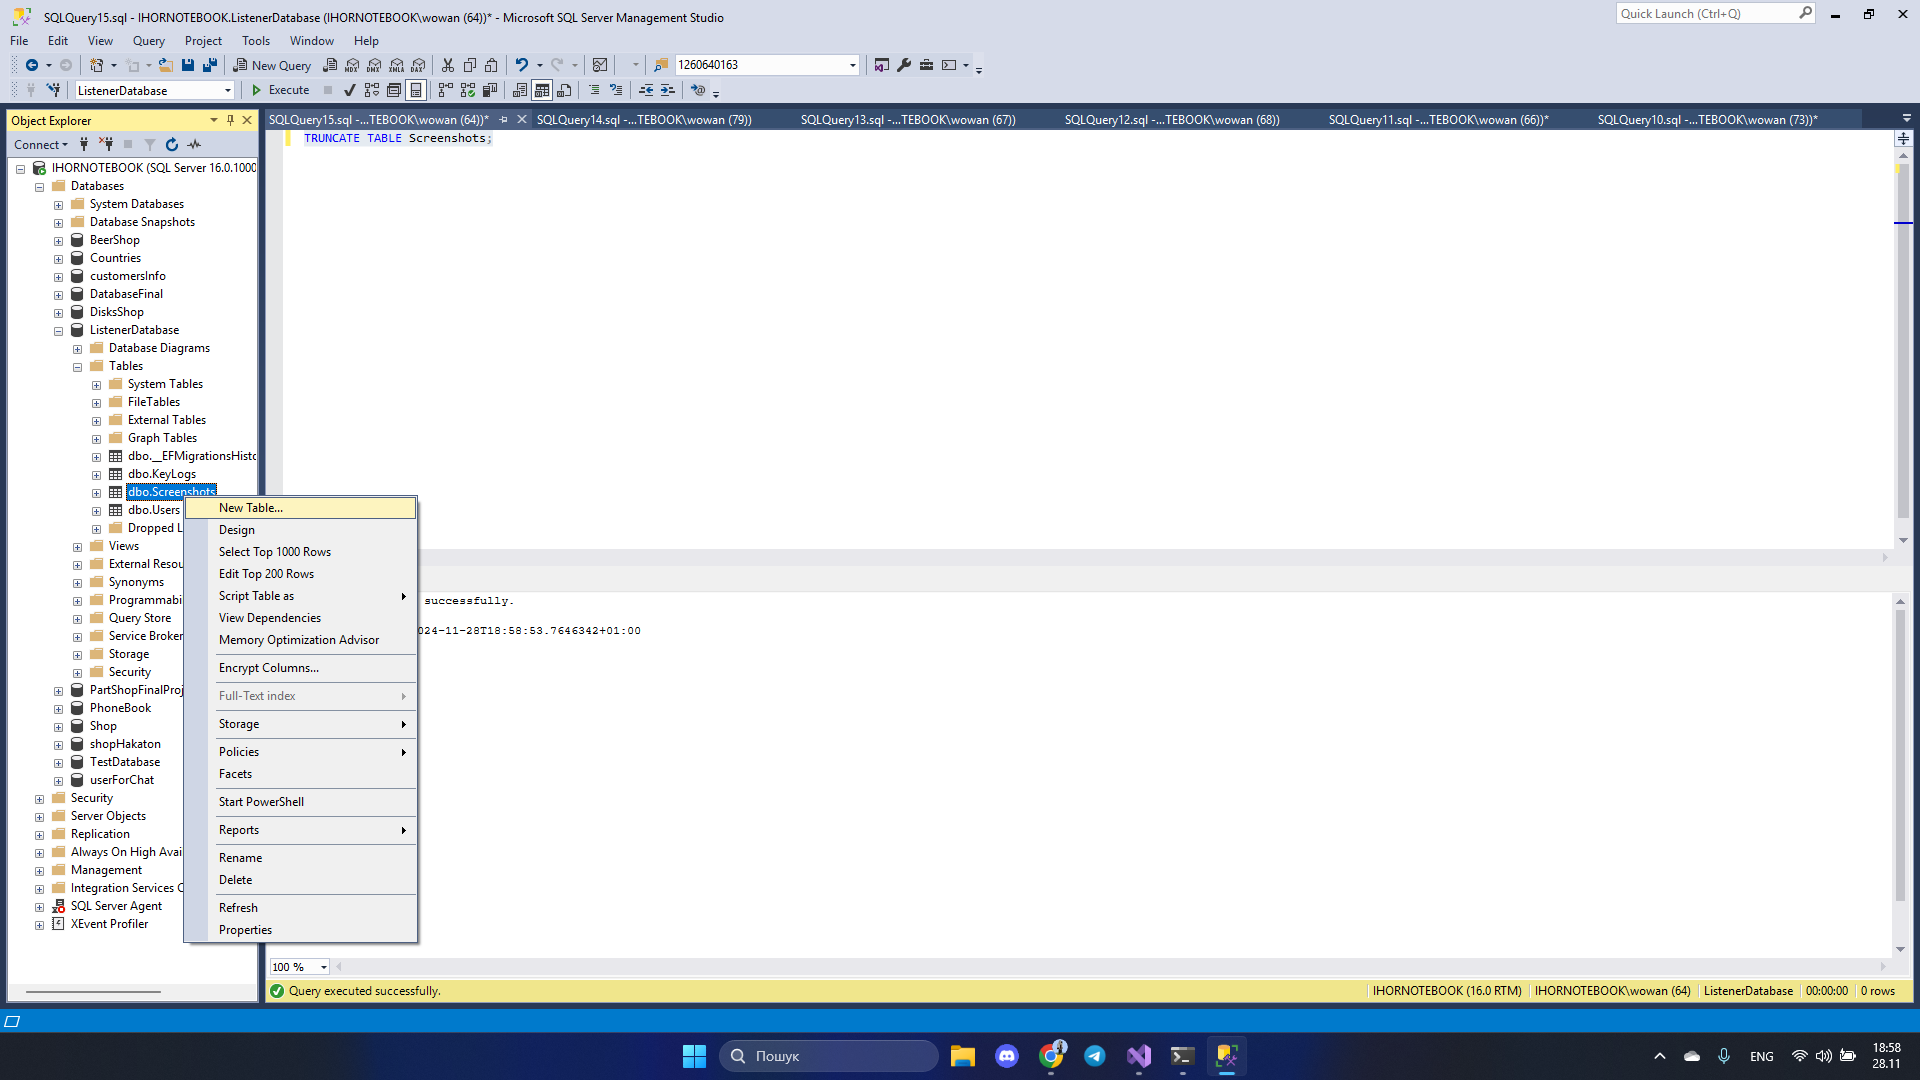 SQLQuery15.sql - IHORNOTEBOOK.ListenerDatabase (IHORNOTEBOOK\wowan (64))* - Microsoft SQL Server Management Studio
Quick Launch (Ctrl+Q)
File Edit View Query Project Tools Window Help
New Query
MDX
DMX
XMLA
DAX
1260640163
ListenerDatabase
Execute
Object Explorer
SQLQuery15.sql -...TEBOOK\wowan (64))*
SQLQuery14.sql -...TEBOOK\wowan (79))
SQLQuery13.sql -...TEBOOK\wowan (67))
SQLQuery12.sql -...TEBOOK\wowan (68))
SQLQuery11.sql -...TEBOOK\wowan (66))*
SQLQuery10.sql -...TEBOOK\wowan (73))*
Connect
TRUNCATE TABLE Screenshots;
IHORNOTEBOOK (SQL Server 16.0.1000
Databases
System Databases
Database Snapshots
BeerShop
Countries
customersInfo
DatabaseFinal
DisksShop
ListenerDatabase
Database Diagrams
Tables
System Tables
FileTables
External Tables
Graph Tables
dbo.__EFMigrationsHisto
dbo.KeyLogs
dbo.Screenshots
dbo.Users
Dropped L
Views
External Resou
Synonyms
Programmabi
Query Store
Service Broker
Storage
Security
PartShopFinalProj
PhoneBook
Shop
shopHakaton
TestDatabase
userForChat
Security
Server Objects
Replication
Always On High Avai
Management
Integration Services C
SQL Server Agent
XEvent Profiler
New Table...
Design
Select Top 1000 Rows
Edit Top 200 Rows
Script Table as
View Dependencies
Memory Optimization Advisor
Encrypt Columns...
Full-Text index
Storage
Policies
Facets
Start PowerShell
Reports
Rename
Delete
Refresh
Properties
successfully.
024-11-28T18:58:53.7646342+01:00
100 %
Query executed successfully.
IHORNOTEBOOK (16.0 RTM)
IHORNOTEBOOK\wowan (64)
ListenerDatabase
00:00:00
0 rows
Пошук
ENG
18:58
28.11